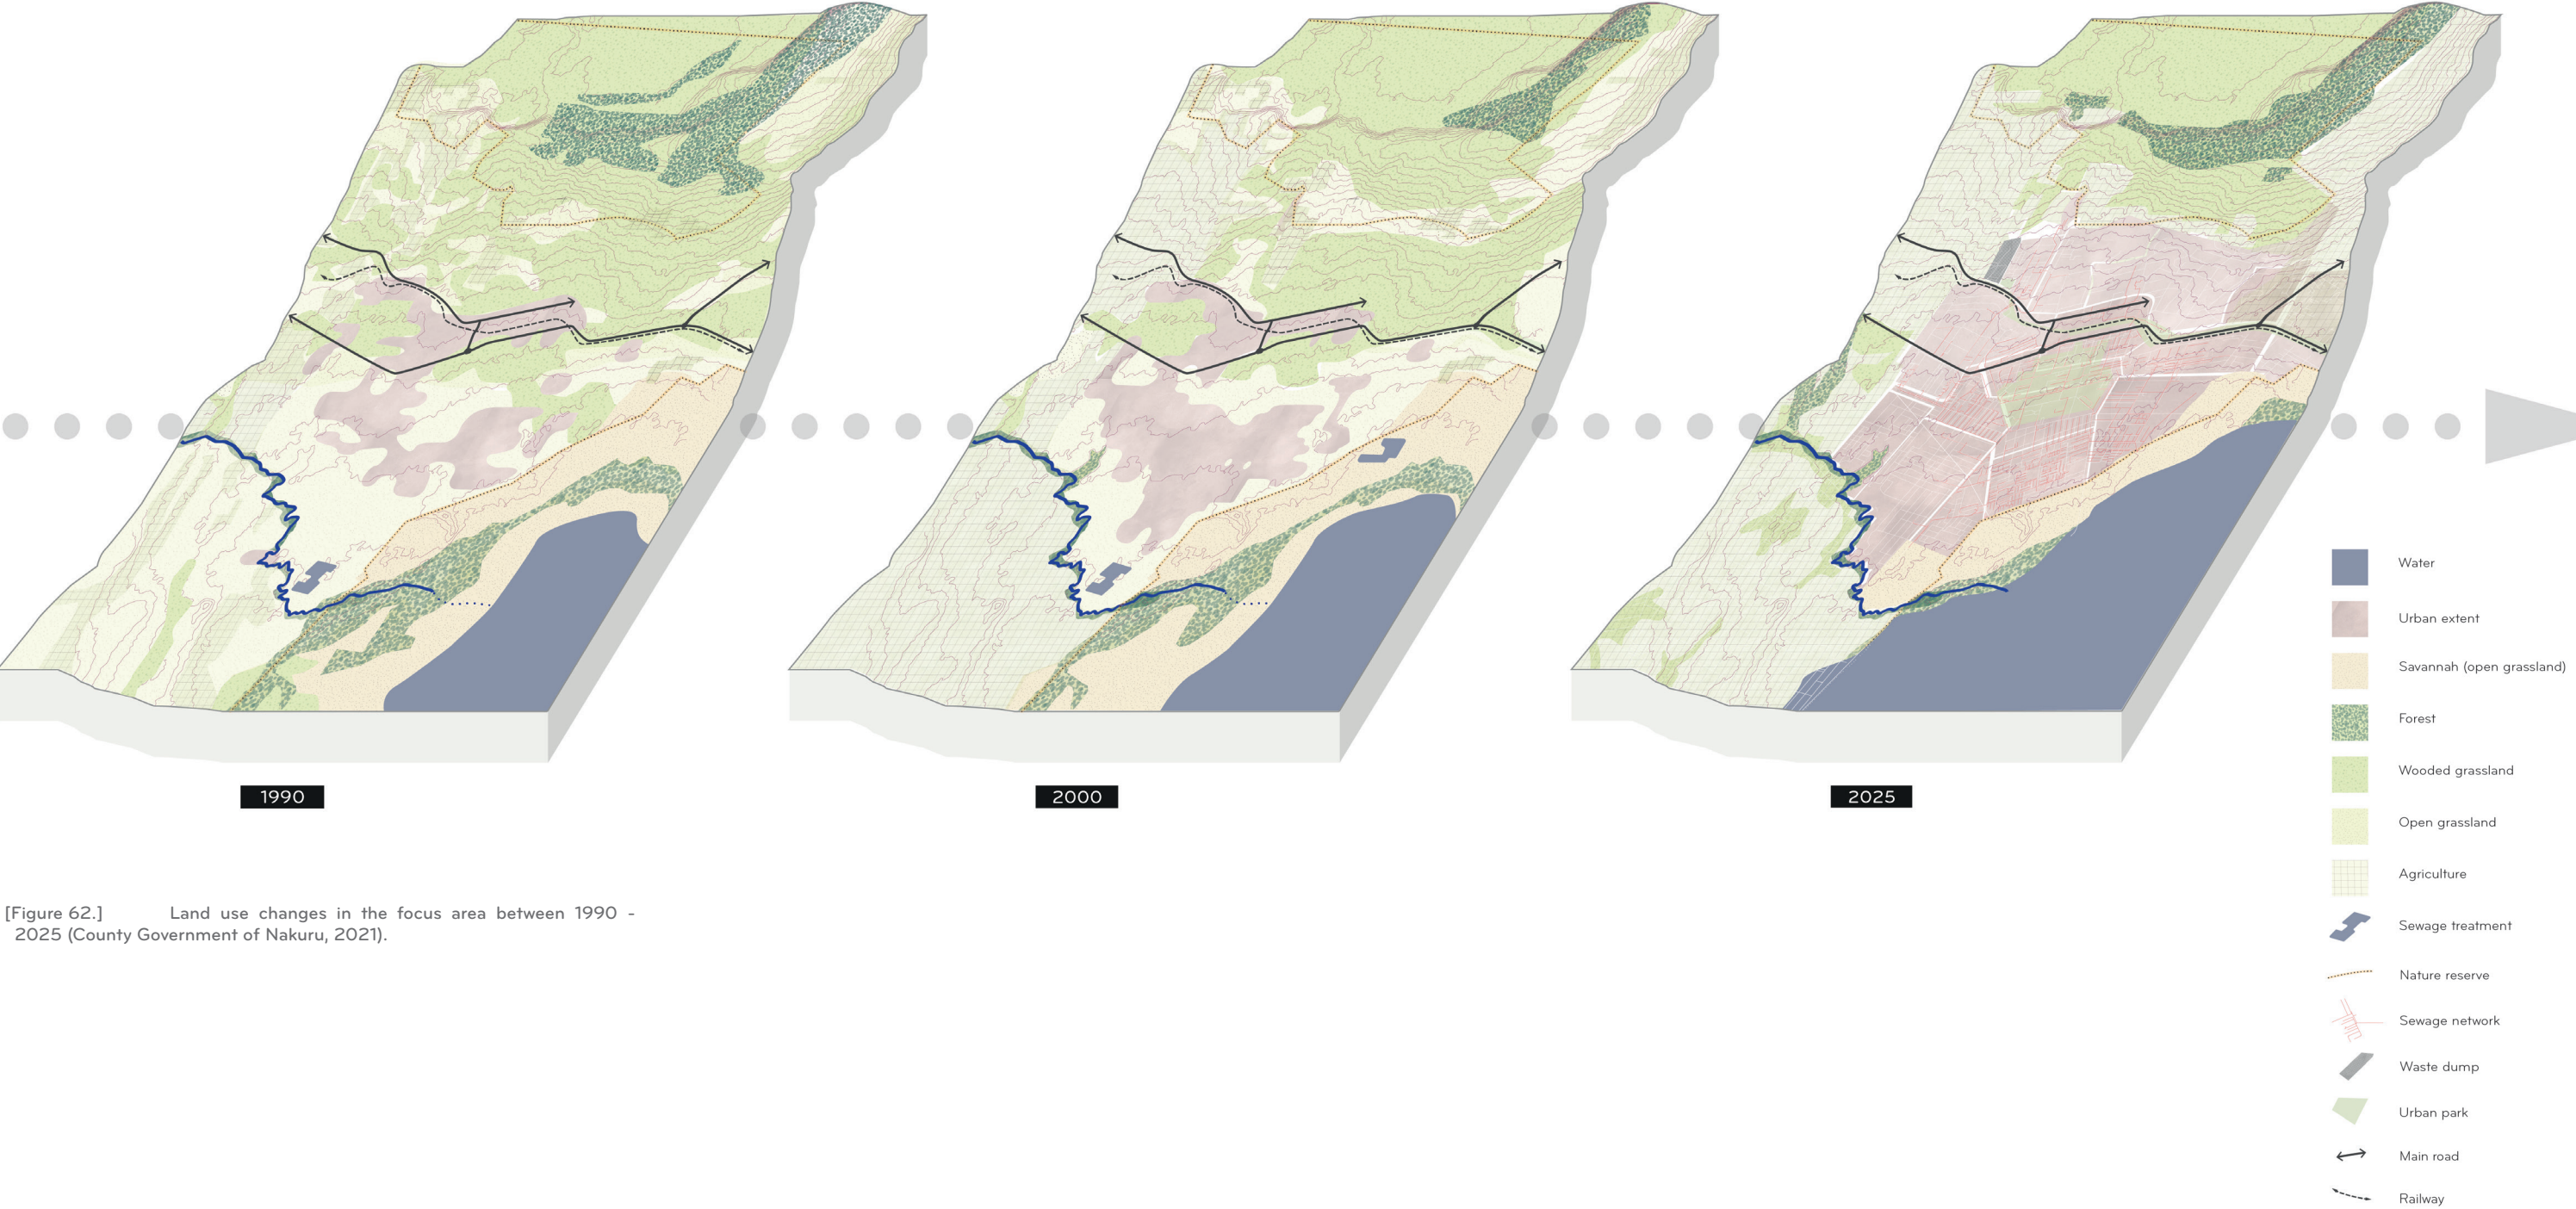 1990
2000
2025
Water
Urban extent
Savannah (open grassland)
Forest
Wooded grassland
Open grassland
Agriculture
Sewage treatment
Nature reserve
Sewage network
Waste dump
Urban park
Main road
Railway
[Figure 62.] Land use changes in the focus area between 1990 -
2025 (County Government of Nakuru, 2021).